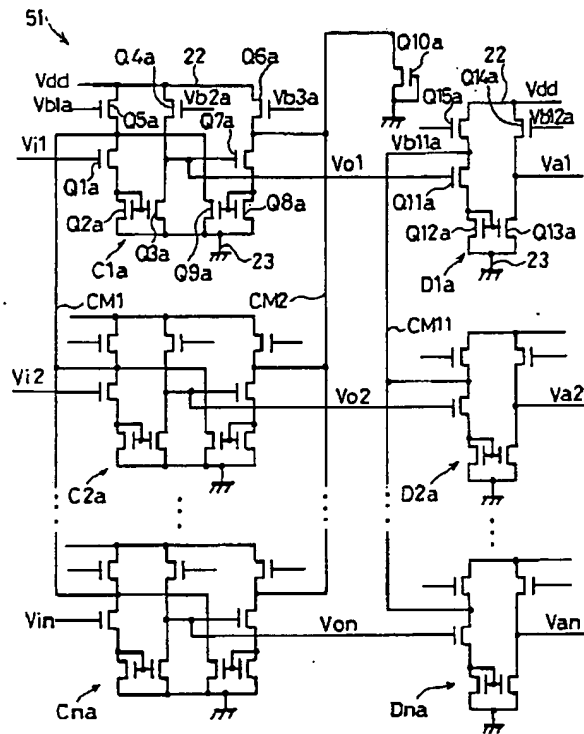 51
Q4a 22 Q6a
Vdd
Vb1a Q5a Vb2a Vb3a
Q7a
Vi1
Q1a
Q2a Q3a Q9a Q8a
C1a 23
Q10a
22
Q14a Vdd
Q15a Vb12a
Vb11a
Vo1 Q11a Va1
Q12a Q13a
D1a 23
CM1 CM2 CM11
Vi2 Vo2 Va2
C2a D2a
Vin Von Van
Cna Dna